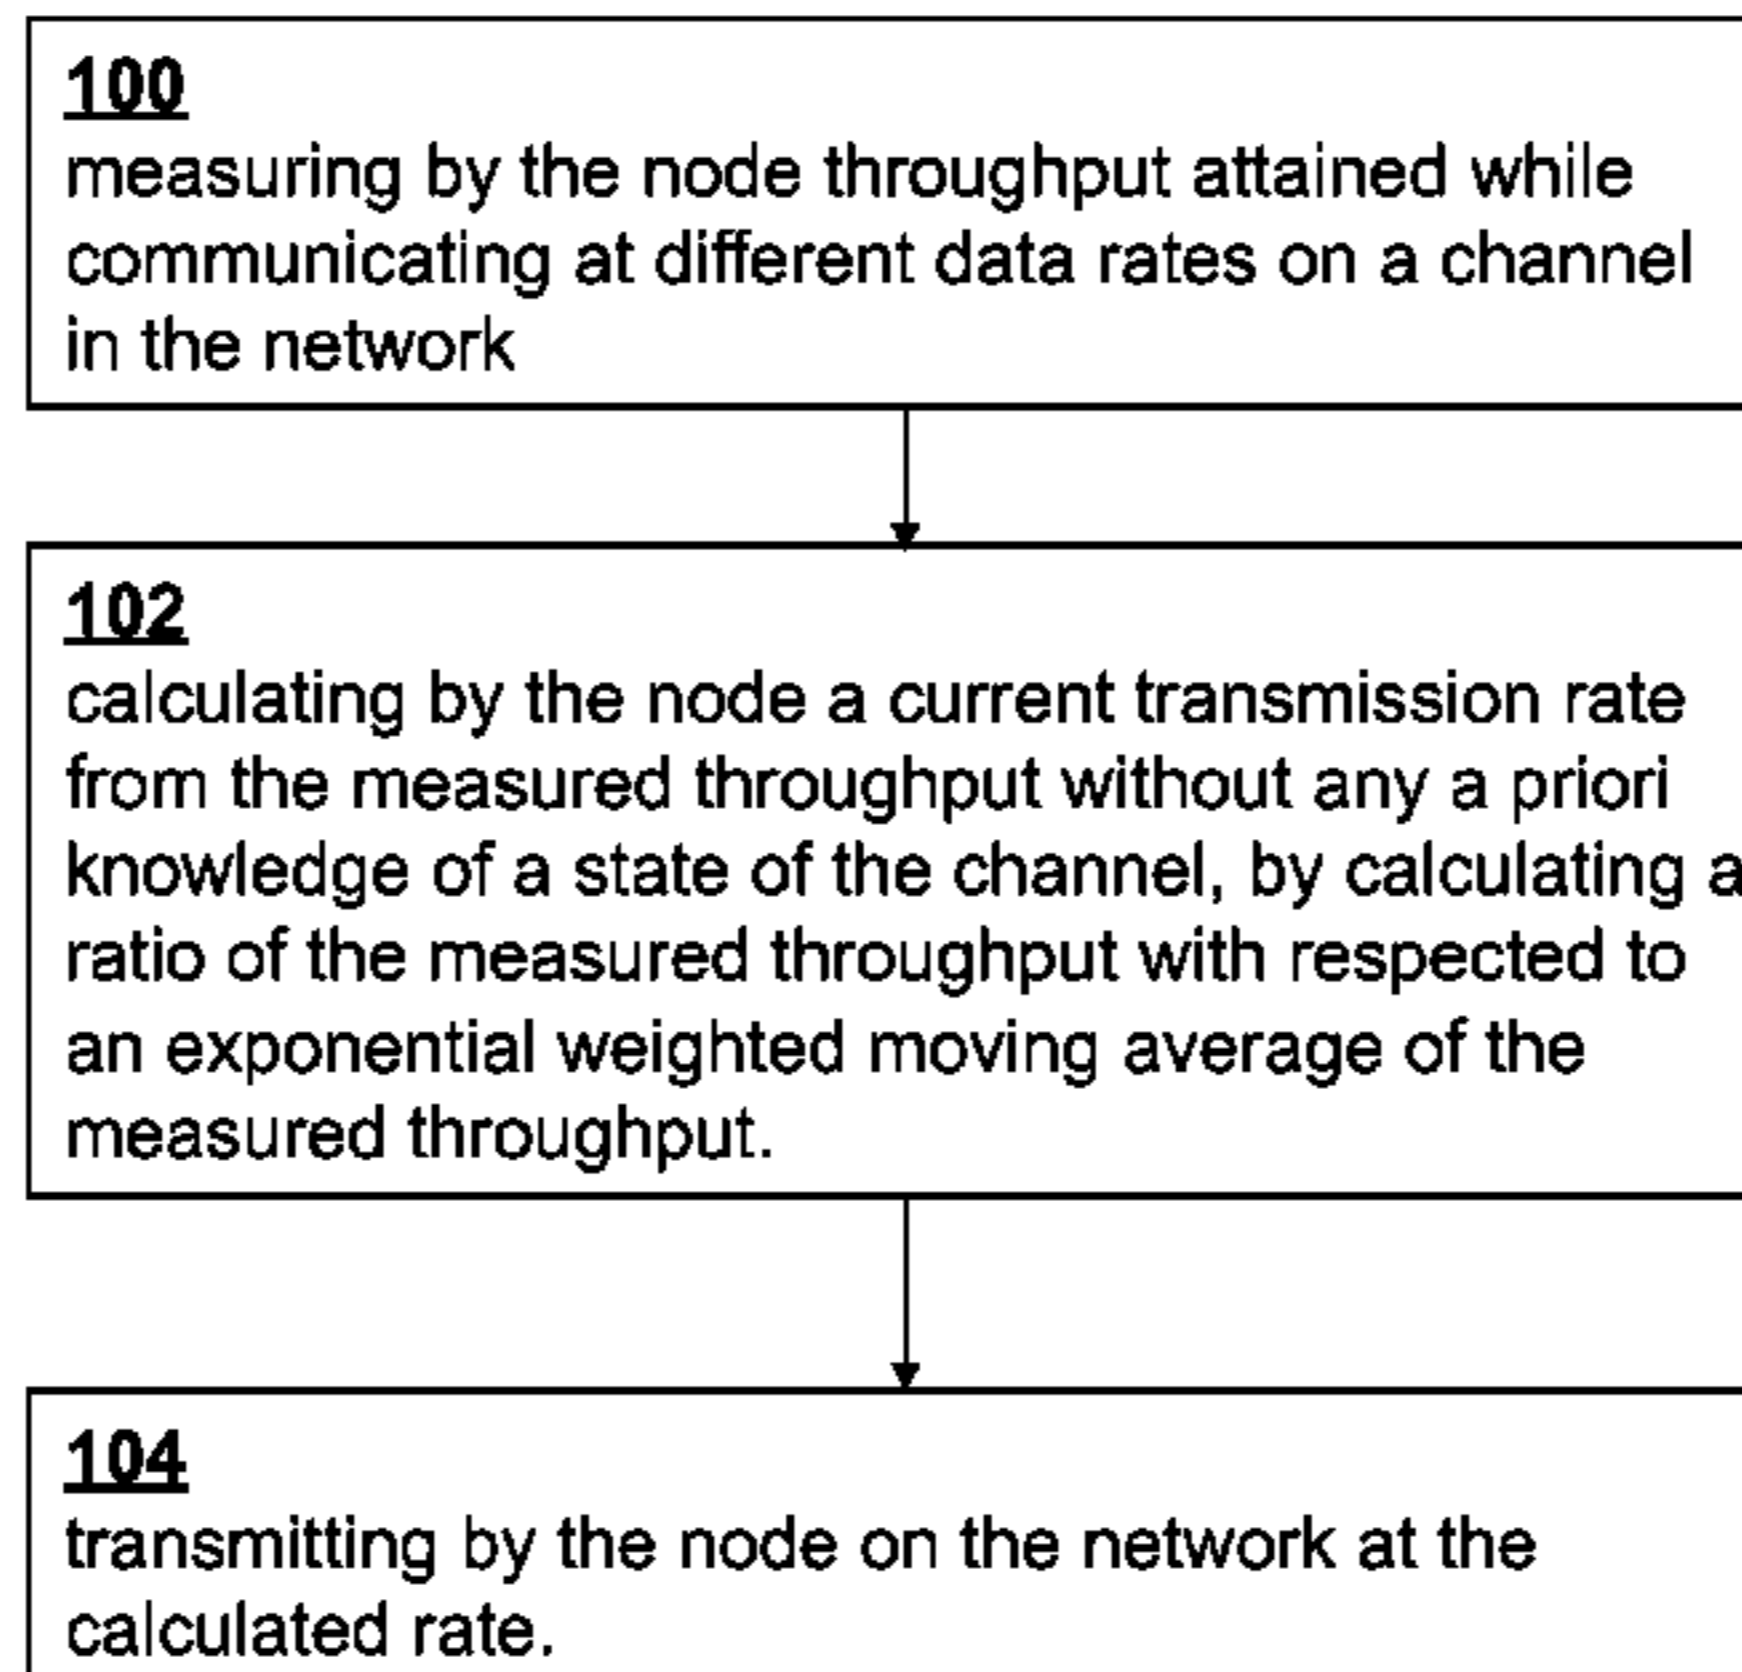 100
measuring by the node throughput attained while
communicating at different data rates on a channel
in the network
102
calculating by the node a current transmission rate
from the measured throughput without any a priori
knowledge of a state of the channel, by calculating a
ratio of the measured throughput with respected to
an exponential weighted moving average of the
measured throughput.
104
transmitting by the node on the network at the
calculated rate.